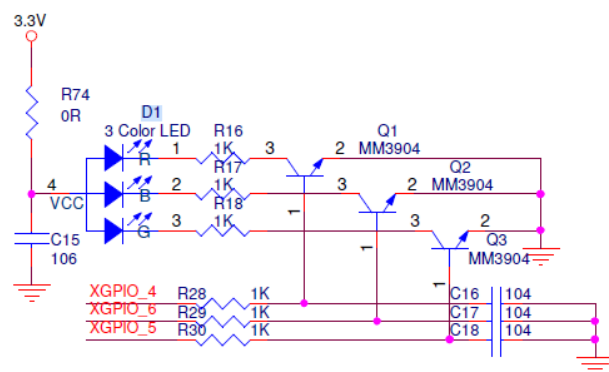 3.3V
R74
0R
D1
3 Color LED
R 1 R16 1K 3 2 Q1
MM3904
4
VCC
B 2 R17 1K 3 2 Q2
MM3904
G 3 R18 3 2 Q3
MM3904
1
1
1
C15
106
XGPIO_4 R28 1K C16 104
XGPIO_6 R29 1K C17 104
XGPIO_5 R30 1K C18 104